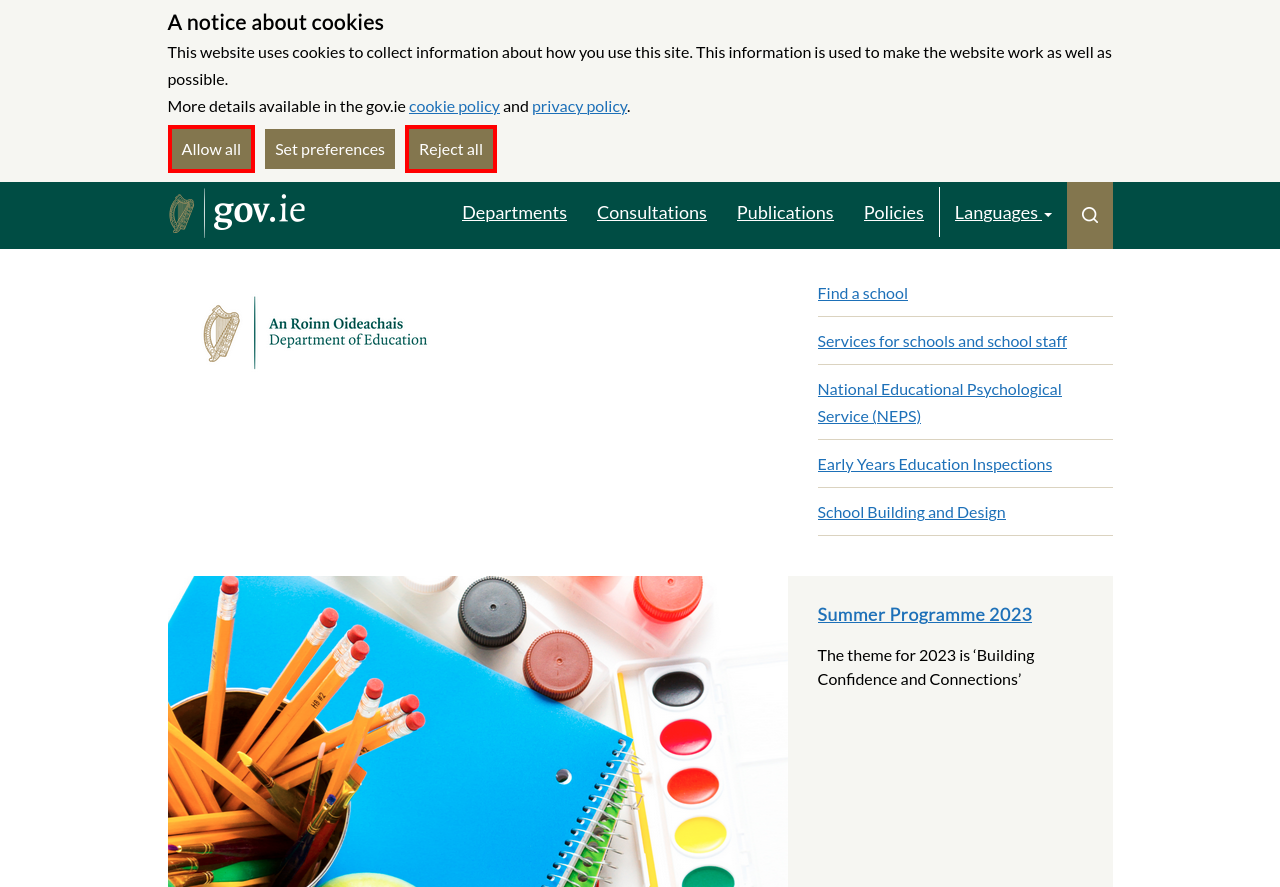 A notice about cookies
This website uses cookies to collect information about how you use this site. This information is used to make the website work as well as
possible.
More details available in the gov.ie cookie policy and privacy policy.
Allow all
Set preferences
Reject all
gov.ie
Departments
Consultations
Publications
Policies
Languages
Find a school
An Roinn Oideachais
Department of Education
Services for schools and school staff
National Educational Psychological
Service (NEPS)
Early Years Education Inspections
School Building and Design
Summer Programme 2023
The theme for 2023 is ‘Building
Confidence and Connections’
HB #2